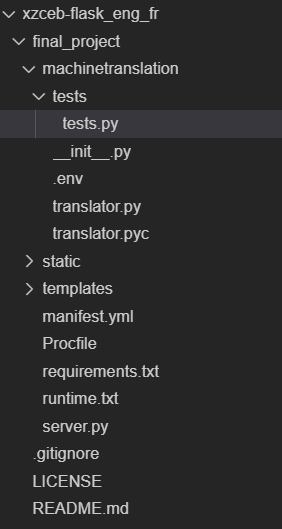 xzceb-flask_eng_fr
final_project
machinetranslation
tests
tests.py
__init__.py
.env
translator.py
translator.pyc
static
templates
manifest.yml
Procfile
requirements.txt
runtime.txt
server.py
.gitignore
LICENSE
README.md